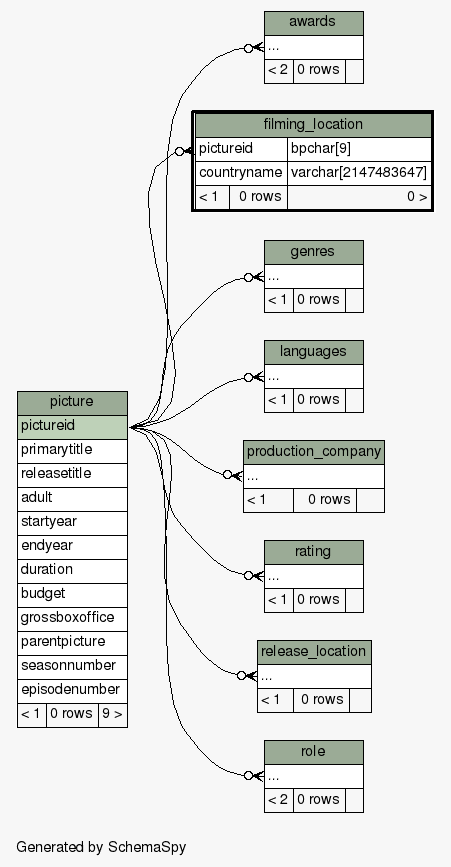 awards
...
< 2 0 rows
filming_location
pictureid bpchar[9]
countryname varchar[2147483647]
< 1 0 rows 0 >
genres
...
< 1 0 rows
languages
...
< 1 0 rows
picture
pictureid
primarytitle
releasetitle
adult
startyear
endyear
duration
budget
grossboxoffice
parentpicture
seasonnumber
episodenumber
< 1 0 rows 9 >
production_company
...
< 1 0 rows
rating
...
< 1 0 rows
release_location
...
< 1 0 rows
role
...
< 2 0 rows
Generated by SchemaSpy